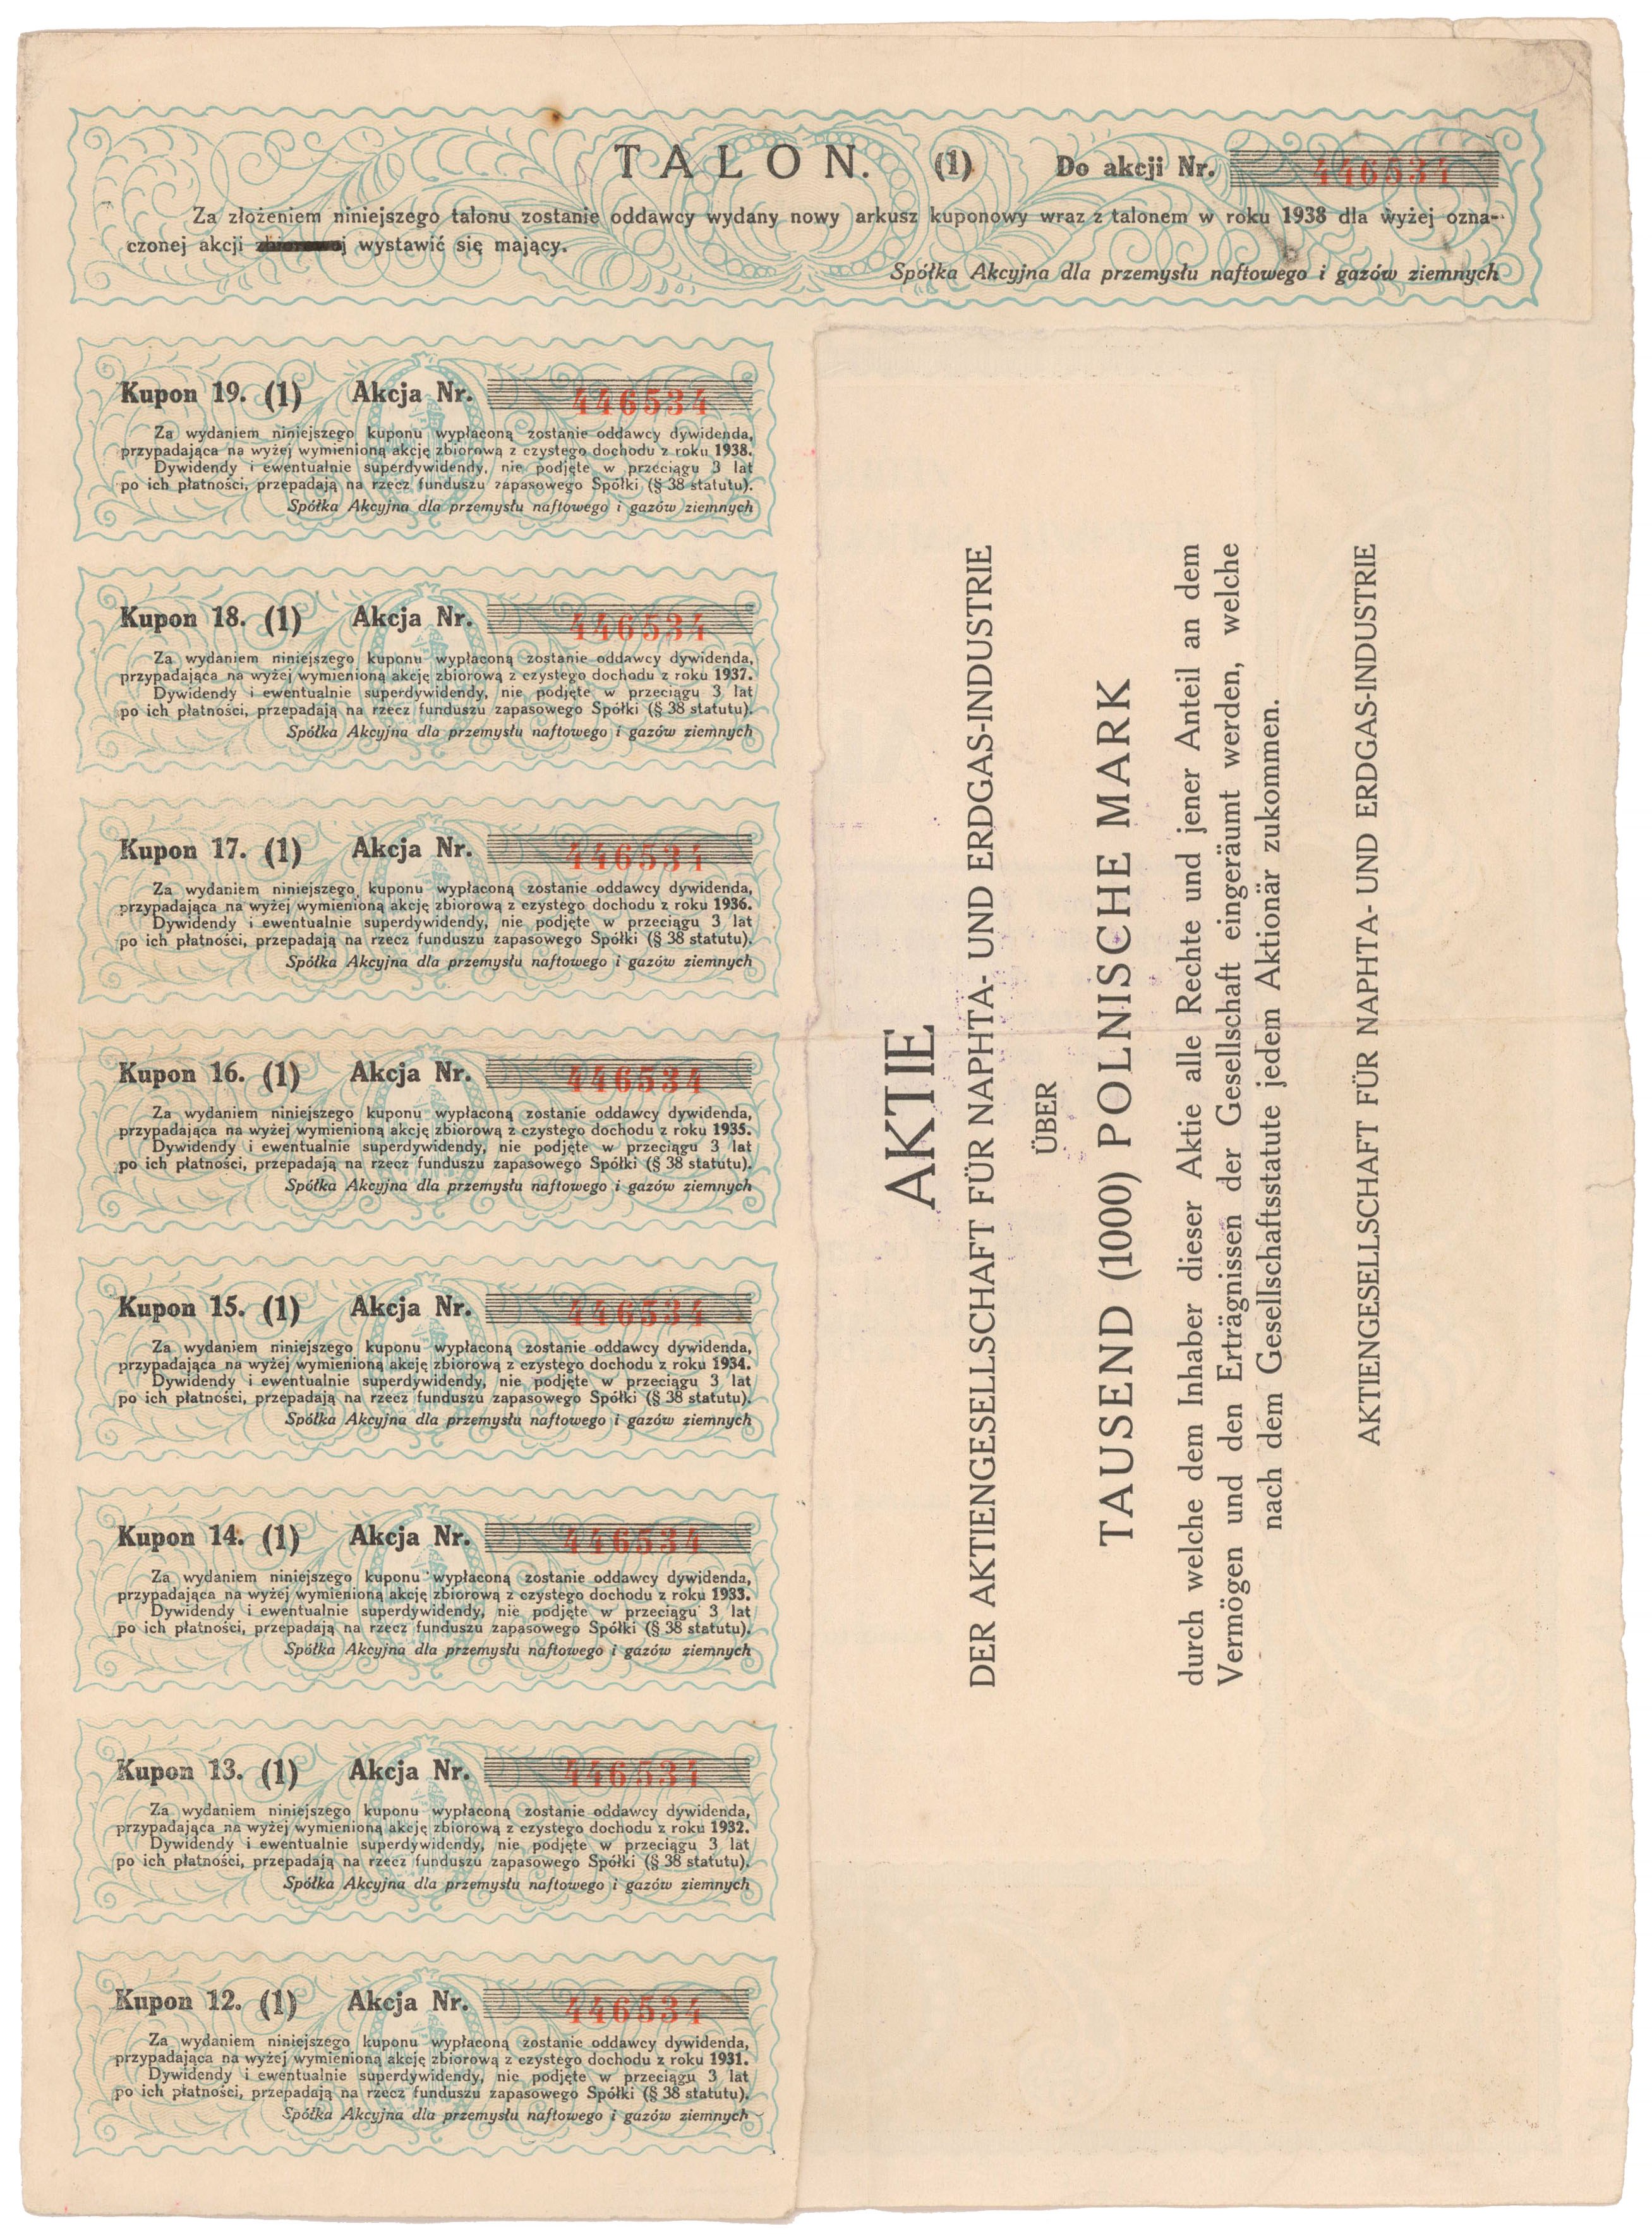 TALON. (1) Do akcji Nr. 446534
Za złożeniem niniejszego talonu zostanie oddawcy wydany nowy arkusz kuponowy wraz z talonem w roku 1938 dla wyżej ozna-
czonej akcji zbiorowej wystawić się mający.
Spółka Akcyjna dla przemysłu naftowego i gazów ziemnych
Kupon 19. (1) Akcja Nr. 446534
Za wydaniem niniejszego kuponu wypłaconą zostanie oddawcy dywidenda,
przypadająca na wyżej wymienioną akcję zbiorową z czystego dochodu z roku 1938.
Dywidendy i ewentualnie superdywidendy, nie podjęte w przeciągu 3 lat
po ich płatności, przepadają na rzecz funduszu zapasowego Spółki (§ 38 statutu).
Spółka Akcyjna dla przemysłu naftowego i gazów ziemnych
Kupon 18. (1) Akcja Nr. 446534
Za wydaniem niniejszego kuponu wypłaconą zostanie oddawcy dywidenda,
przypadająca na wyżej wymienioną akcję zbiorową z czystego dochodu z roku 1937.
Dywidendy i ewentualnie superdywidendy, nie podjęte w przeciągu 3 lat
po ich płatności, przepadają na rzecz funduszu zapasowego Spółki (§ 38 statutu).
Spółka Akcyjna dla przemysłu naftowego i gazów ziemnych
Kupon 17. (1) Akcja Nr. 446534
Za wydaniem niniejszego kuponu wypłaconą zostanie oddawcy dywidenda,
przypadająca na wyżej wymienioną akcję zbiorową z czystego dochodu z roku 1936.
Dywidendy i ewentualnie superdywidendy, nie podjęte w przeciągu 3 lat
po ich płatności, przepadają na rzecz funduszu zapasowego Spółki (§ 38 statutu).
Spółka Akcyjna dla przemysłu naftowego i gazów ziemnych
Kupon 16. (1) Akcja Nr. 446534
Za wydaniem niniejszego kuponu wypłaconą zostanie oddawcy dywidenda,
przypadająca na wyżej wymienioną akcję zbiorową z czystego dochodu z roku 1935.
Dywidendy i ewentualnie superdywidendy, nie podjęte w przeciągu 3 lat
po ich płatności, przepadają na rzecz funduszu zapasowego Spółki (§ 38 statutu).
Spółka Akcyjna dla przemysłu naftowego i gazów ziemnych
Kupon 15. (1) Akcja Nr. 446534
Za wydaniem niniejszego kuponu wypłaconą zostanie oddawcy dywidenda,
przypadająca na wyżej wymienioną akcję zbiorową z czystego dochodu z roku 1934.
Dywidendy i ewentualnie superdywidendy, nie podjęte w przeciągu 3 lat
po ich płatności, przepadają na rzecz funduszu zapasowego Spółki (§ 38 statutu).
Spółka Akcyjna dla przemysłu naftowego i gazów ziemnych
Kupon 14. (1) Akcja Nr. 446534
Za wydaniem niniejszego kuponu wypłaconą zostanie oddawcy dywidenda,
przypadająca na wyżej wymienioną akcję zbiorową z czystego dochodu z roku 1933.
Dywidendy i ewentualnie superdywidendy, nie podjęte w przeciągu 3 lat
po ich płatności, przepadają na rzecz funduszu zapasowego Spółki (§ 38 statutu).
Spółka Akcyjna dla przemysłu naftowego i gazów ziemnych
Kupon 13. (1) Akcja Nr. 446534
Za wydaniem niniejszego kuponu wypłaconą zostanie oddawcy dywidenda,
przypadająca na wyżej wymienioną akcję zbiorową z czystego dochodu z roku 1932.
Dywidendy i ewentualnie superdywidendy, nie podjęte w przeciągu 3 lat
po ich płatności, przepadają na rzecz funduszu zapasowego Spółki (§ 38 statutu).
Spółka Akcyjna dla przemysłu naftowego i gazów ziemnych
Kupon 12. (1) Akcja Nr. 446534
Za wydaniem niniejszego kuponu wypłaconą zostanie oddawcy dywidenda,
przypadająca na wyżej wymienioną akcję zbiorową z czystego dochodu z roku 1931.
Dywidendy i ewentualnie superdywidendy, nie podjęte w przeciągu 3 lat
po ich płatności, przepadają na rzecz funduszu zapasowego Spółki (§ 38 statutu).
Spółka Akcyjna dla przemysłu naftowego i gazów ziemnych
AKTIE
DER AKTIENGESELLSCHAFT FÜR NAPHTA- UND ERDGAS-INDUSTRIE
ÜBER
TAUSEND (1000) POLNISCHE MARK
durch welche dem Inhaber dieser Aktie alle Rechte und jener Anteil an dem
Vermögen und den Erträgnissen der Gesellschaft eingeräumt werden, welche
nach dem Gesellschaftsstatute jedem Aktionär zukommen.
AKTIENGESELLSCHAFT FÜR NAPHTA- UND ERDGAS-INDUSTRIE